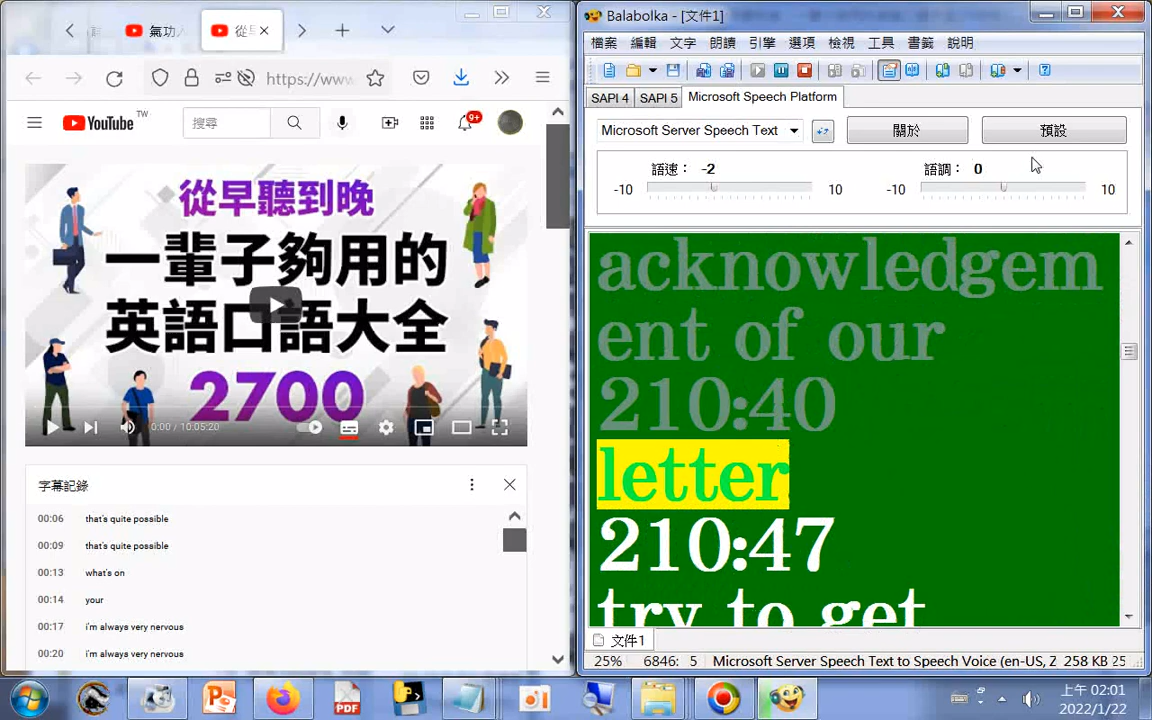 氣功
從
https://www
YouTube TW
搜尋
9+
從早聽到晚
一輩子夠用的
英語口語大全
2700
0:00 / 10:05:20
字幕記錄
00:06 that's quite possible
00:09 that's quite possible
00:13 what's on
00:14 your
00:17 i'm always very nervous
00:20 i'm always very nervous
Balabolka - [文件1]
檔案 編輯 文字 朗讀 引擎 選項 檢視 工具 書籤 說明
SAPI 4 SAPI 5 Microsoft Speech Platform
Microsoft Server Speech Text 關於 預設
語速： -2 語調： 0
-10 10 -10 10
acknowledgem
ent of our
210:40
letter
210:47
try to get
文件1
25% 6846: 5 Microsoft Server Speech Text to Speech Voice (en-US, Z 258 KB 25
PDF
上午 02:01
2022/1/22